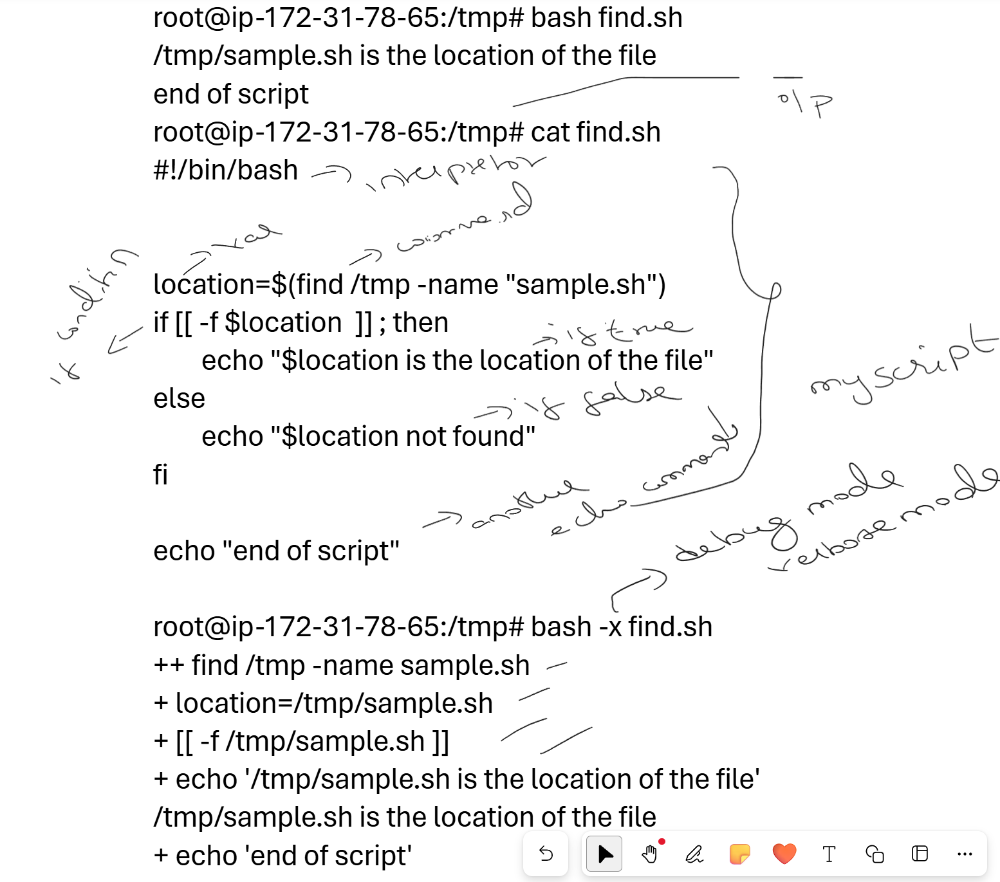 root@ip-172-31-78-65:/tmp# bash find.sh
/tmp/sample.sh is the location of the file
end of script
o/p
root@ip-172-31-78-65:/tmp# cat find.sh
#!/bin/bash
interpretor
command
condition
location=$(find /tmp -name "sample.sh")
if [[ -f $location  ]] ; then
if true
echo "$location is the location of the file"
if
myscript
else
if false
echo "$location not found"
fi
another
echo command
debug mode
verbose mode
echo "end of script"
root@ip-172-31-78-65:/tmp# bash -x find.sh
++ find /tmp -name sample.sh
+ location=/tmp/sample.sh
+ [[ -f /tmp/sample.sh ]]
+ echo '/tmp/sample.sh is the location of the file'
/tmp/sample.sh is the location of the file
+ echo 'end of script'
T